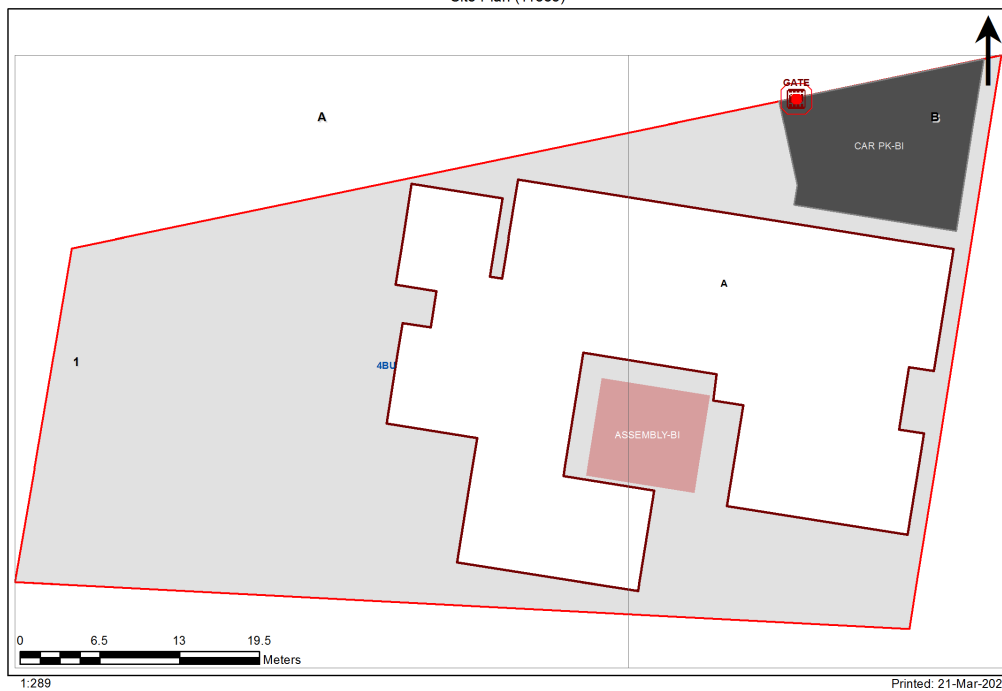 GATE
A
B
CAR PK-BI
A
1
4BU
ASSEMBLY-BI
0 6.5 13 19.5
Meters
1:289
Printed: 21-Mar-202